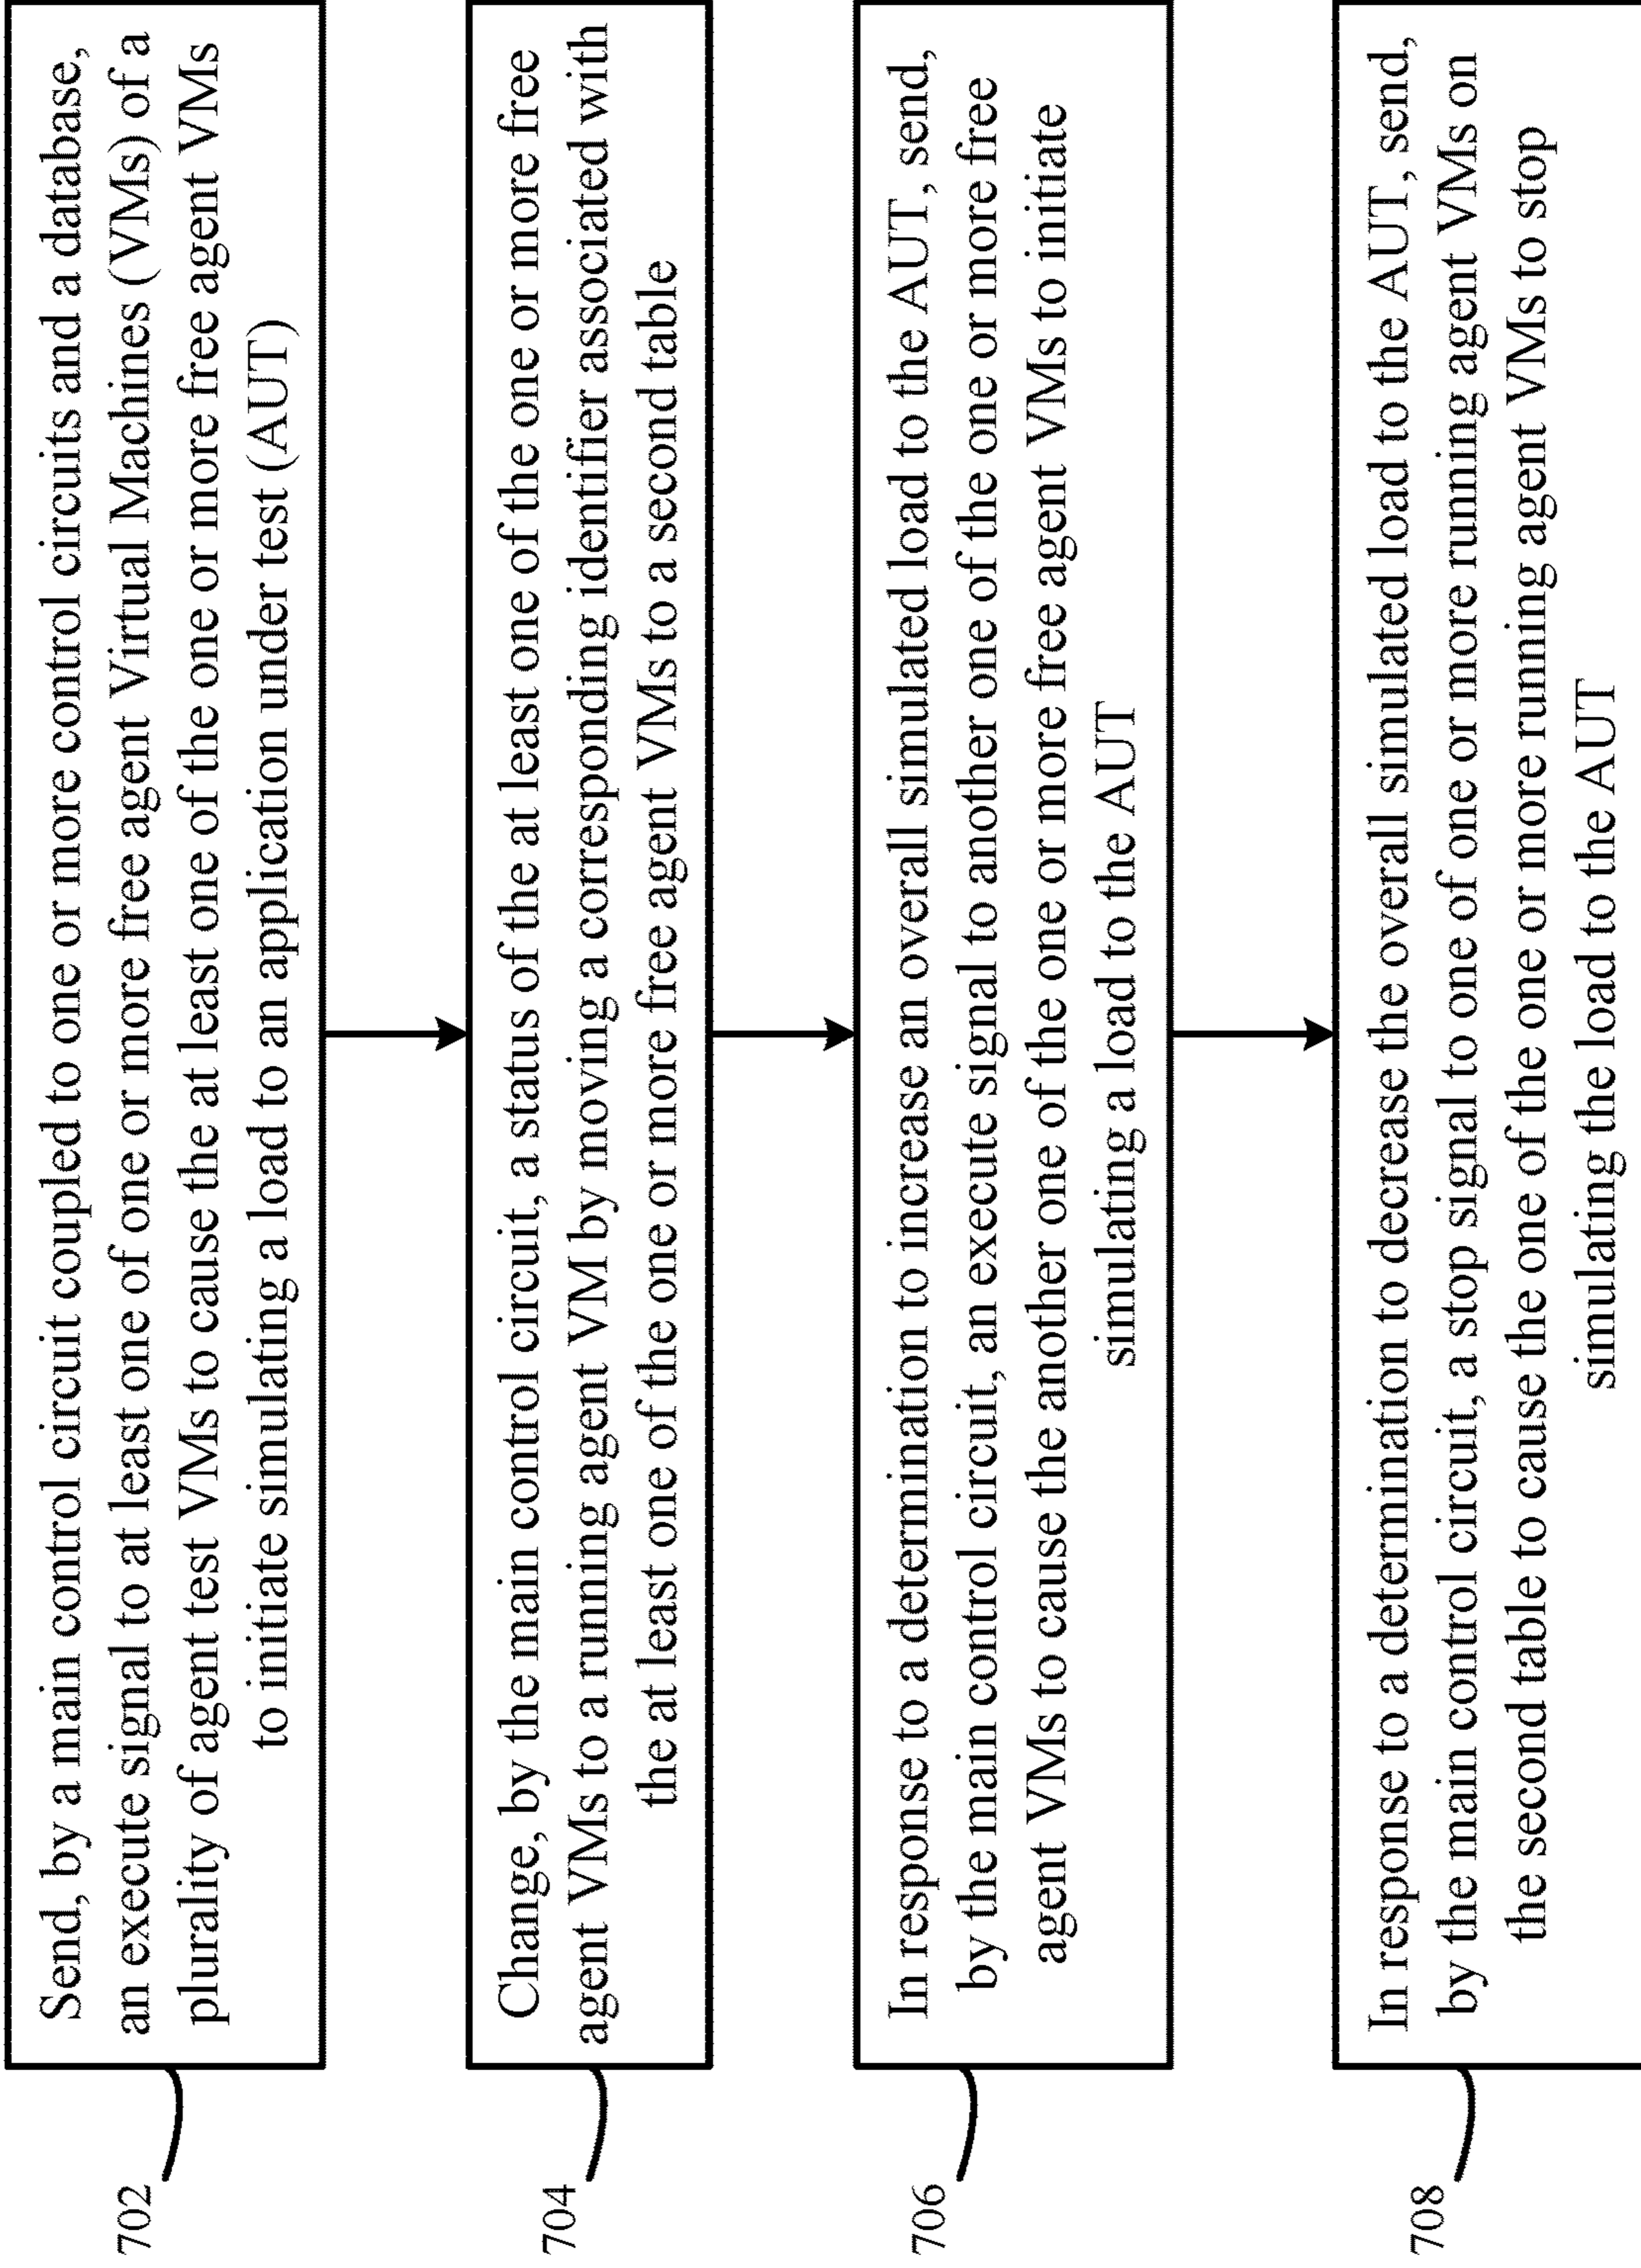 702
Send, by a main control circuit coupled to one or more control circuits and a database,
an execute signal to at least one of one or more free agent Virtual Machines (VMs) of a
plurality of agent test VMs to cause the at least one of the one or more free agent VMs
to initiate simulating a load to an application under test (AUT)
704
Change, by the main control circuit, a status of the at least one of the one or more free
agent VMs to a running agent VM by moving a corresponding identifier associated with
the at least one of the one or more free agent VMs to a second table
706
In response to a determination to increase an overall simulated load to the AUT, send,
by the main control circuit, an execute signal to another one of the one or more free
agent VMs to cause the another one of the one or more free agent VMs to initiate
simulating a load to the AUT
708
In response to a determination to decrease the overall simulated load to the AUT, send,
by the main control circuit, a stop signal to one of one or more running agent VMs on
the second table to cause the one of the one or more running agent VMs to stop
simulating the load to the AUT